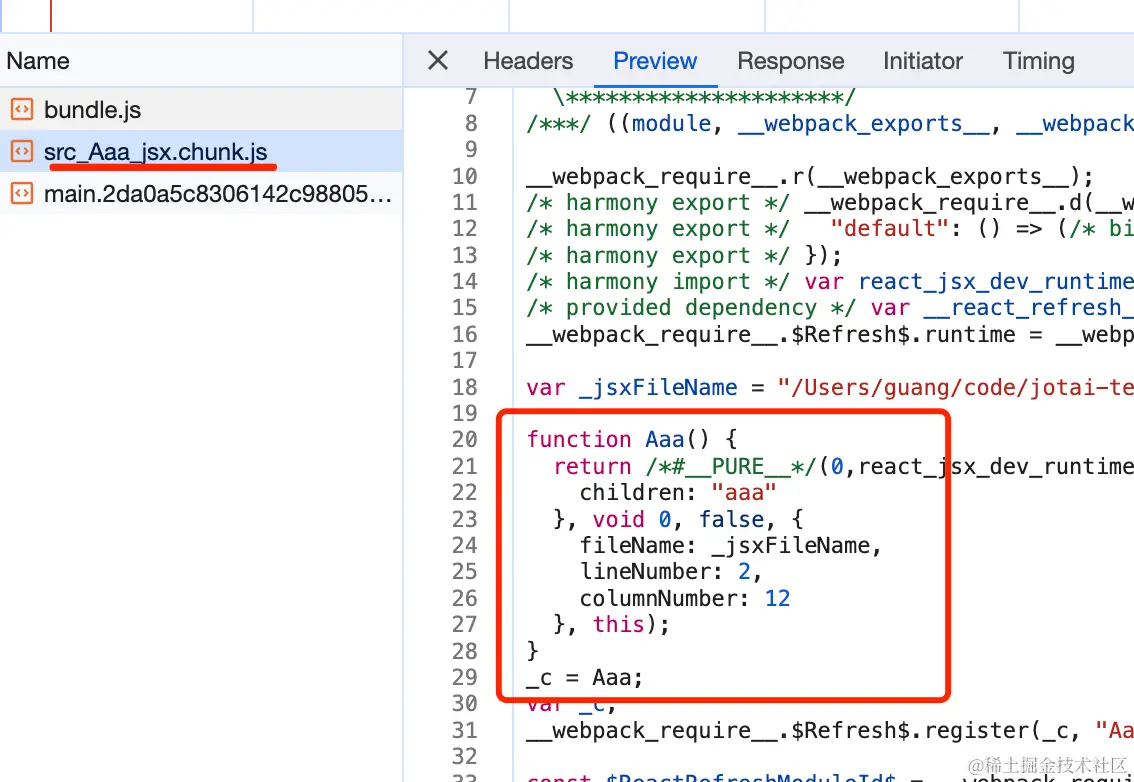 Name
bundle.js
src_Aaa_jsx.chunk.js
main.2da0a5c8306142c98805...
Headers Preview Response Initiator Timing
7 \*********************/
8 /***/ ((module, __webpack_exports__, __webpack
9
10 __webpack_require__.r(__webpack_exports__);
11 /* harmony export */ __webpack_require__.d(__w
12 /* harmony export */   "default": () => (/* bi
13 /* harmony export */ });
14 /* harmony import */ var react_jsx_dev_runtime
15 /* provided dependency */ var __react_refresh_
16 __webpack_require__.$Refresh$.runtime = __webp
17
18 var _jsxFileName = "/Users/guang/code/jotai-te
19
20 function Aaa() {
21   return /*#__PURE__*/(0,react_jsx_dev_runtime
22     children: "aaa"
23   }, void 0, false, {
24     fileName: _jsxFileName,
25     lineNumber: 2,
26     columnNumber: 12
27   }, this);
28 }
29 _c = Aaa;
30 var _c;
31 __webpack_require__.$Refresh$.register(_c, "Aa
32
33 const $ReactRefreshModuleId$ = __webpack_requi
@稀土掘金技术社区